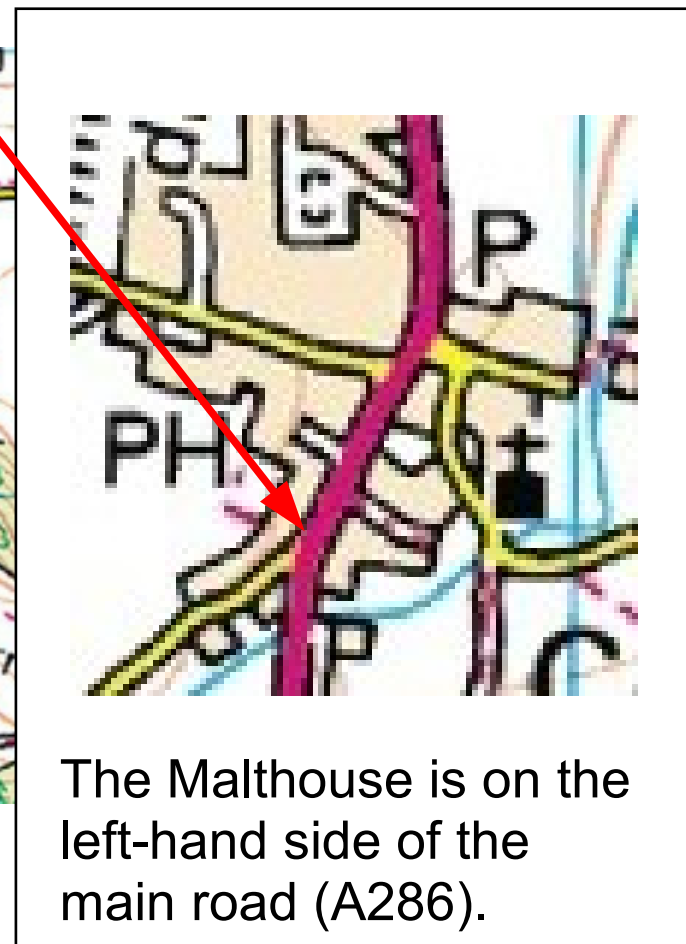 P
PH
P
C
The Malthouse is on the
left-hand side of the
main road (A286).